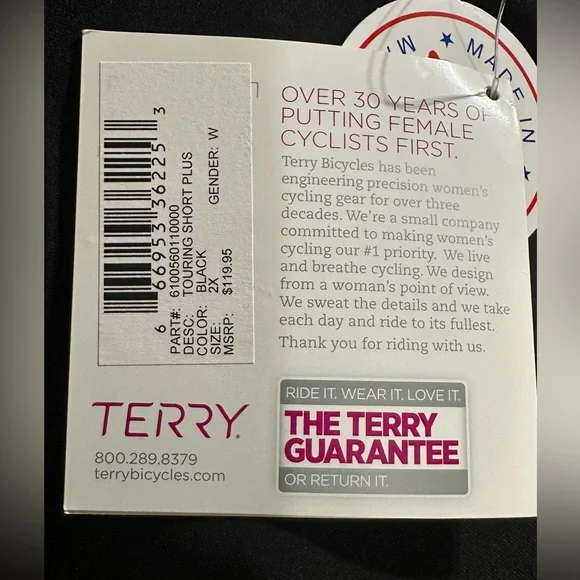 MADE IN
M
6 66953 36225 3
PART#: 6100560110000
DESC: TOURING SHORT PLUS
COLOR: BLACK
SIZE: 2X GENDER: W
MSRP: $119.95
OVER 30 YEARS OF
PUTTING FEMALE
CYCLISTS FIRST.
Terry Bicycles has been
engineering precision women's
cycling gear for over three
decades. We're a small company
committed to making women's
cycling our #1 priority. We live
and breathe cycling. We design
from a woman's point of view.
We sweat the details and we take
each day and ride to its fullest.
Thank you for riding with us.
TERRY®
800.289.8379
terrybicycles.com
RIDE IT. WEAR IT. LOVE IT.
THE TERRY
GUARANTEE
OR RETURN IT.